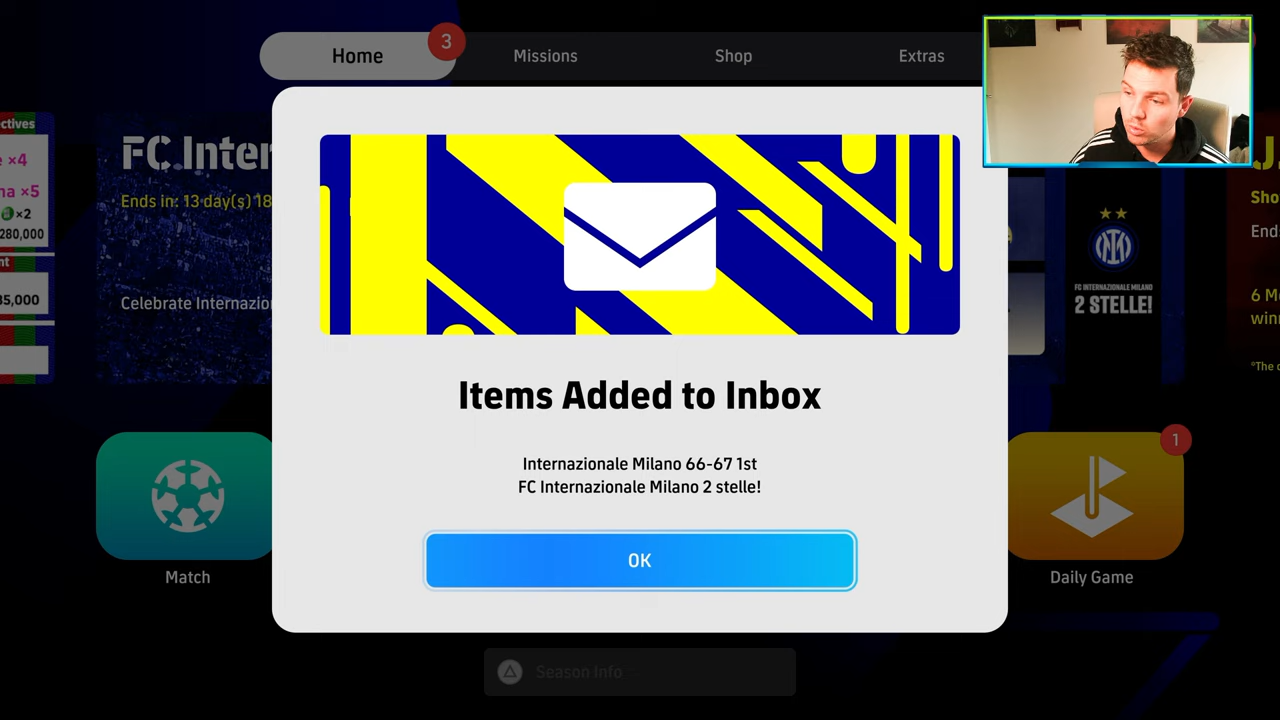 Home
3
Missions
Shop
Extras
ctives
×4
a ×5
×2
280,000
nt
35,000
FC Inter
Ends in: 13 day(s) 18
Celebrate Internazio
Items Added to Inbox
Internazionale Milano 66-67 1st
FC Internazionale Milano 2 stelle!
OK
FC INTERNAZIONALE MILANO
2 STELLE!
J
Sho
End
6 M
winn
*The c
Match
1
Daily Game
Season Info